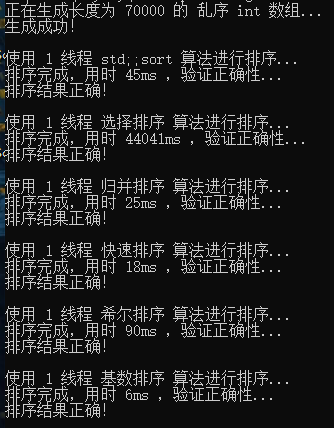 正在生成长度为 70000 的 乱序 int 数组...
生成成功!
使用 1 线程 std;;sort 算法进行排序...
排序完成，用时 45ms ，验证正确性...
排序结果正确!
使用 1 线程 选择排序 算法进行排序...
排序完成，用时 44041ms ，验证正确性...
排序结果正确!
使用 1 线程 归并排序 算法进行排序...
排序完成，用时 25ms ，验证正确性...
排序结果正确!
使用 1 线程 快速排序 算法进行排序...
排序完成，用时 18ms ，验证正确性...
排序结果正确!
使用 1 线程 希尔排序 算法进行排序...
排序完成，用时 90ms ，验证正确性...
排序结果正确!
使用 1 线程 基数排序 算法进行排序...
排序完成，用时 6ms ，验证正确性...
排序结果正确!